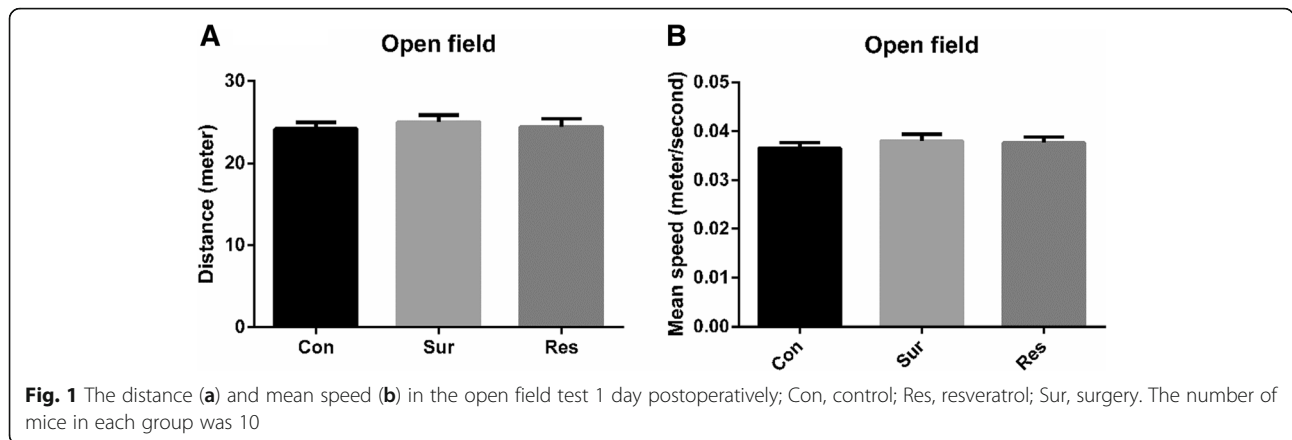 A
Open field
Distance (meter)
30
20
10
0
Con Sur Res
B
Open field
Mean speed (meter/second)
0.05
0.04
0.03
0.02
0.01
0.00
Con Sur Res
Fig. 1 The distance (a) and mean speed (b) in the open field test 1 day postoperatively; Con, control; Res, resveratrol; Sur, surgery. The number of
mice in each group was 10